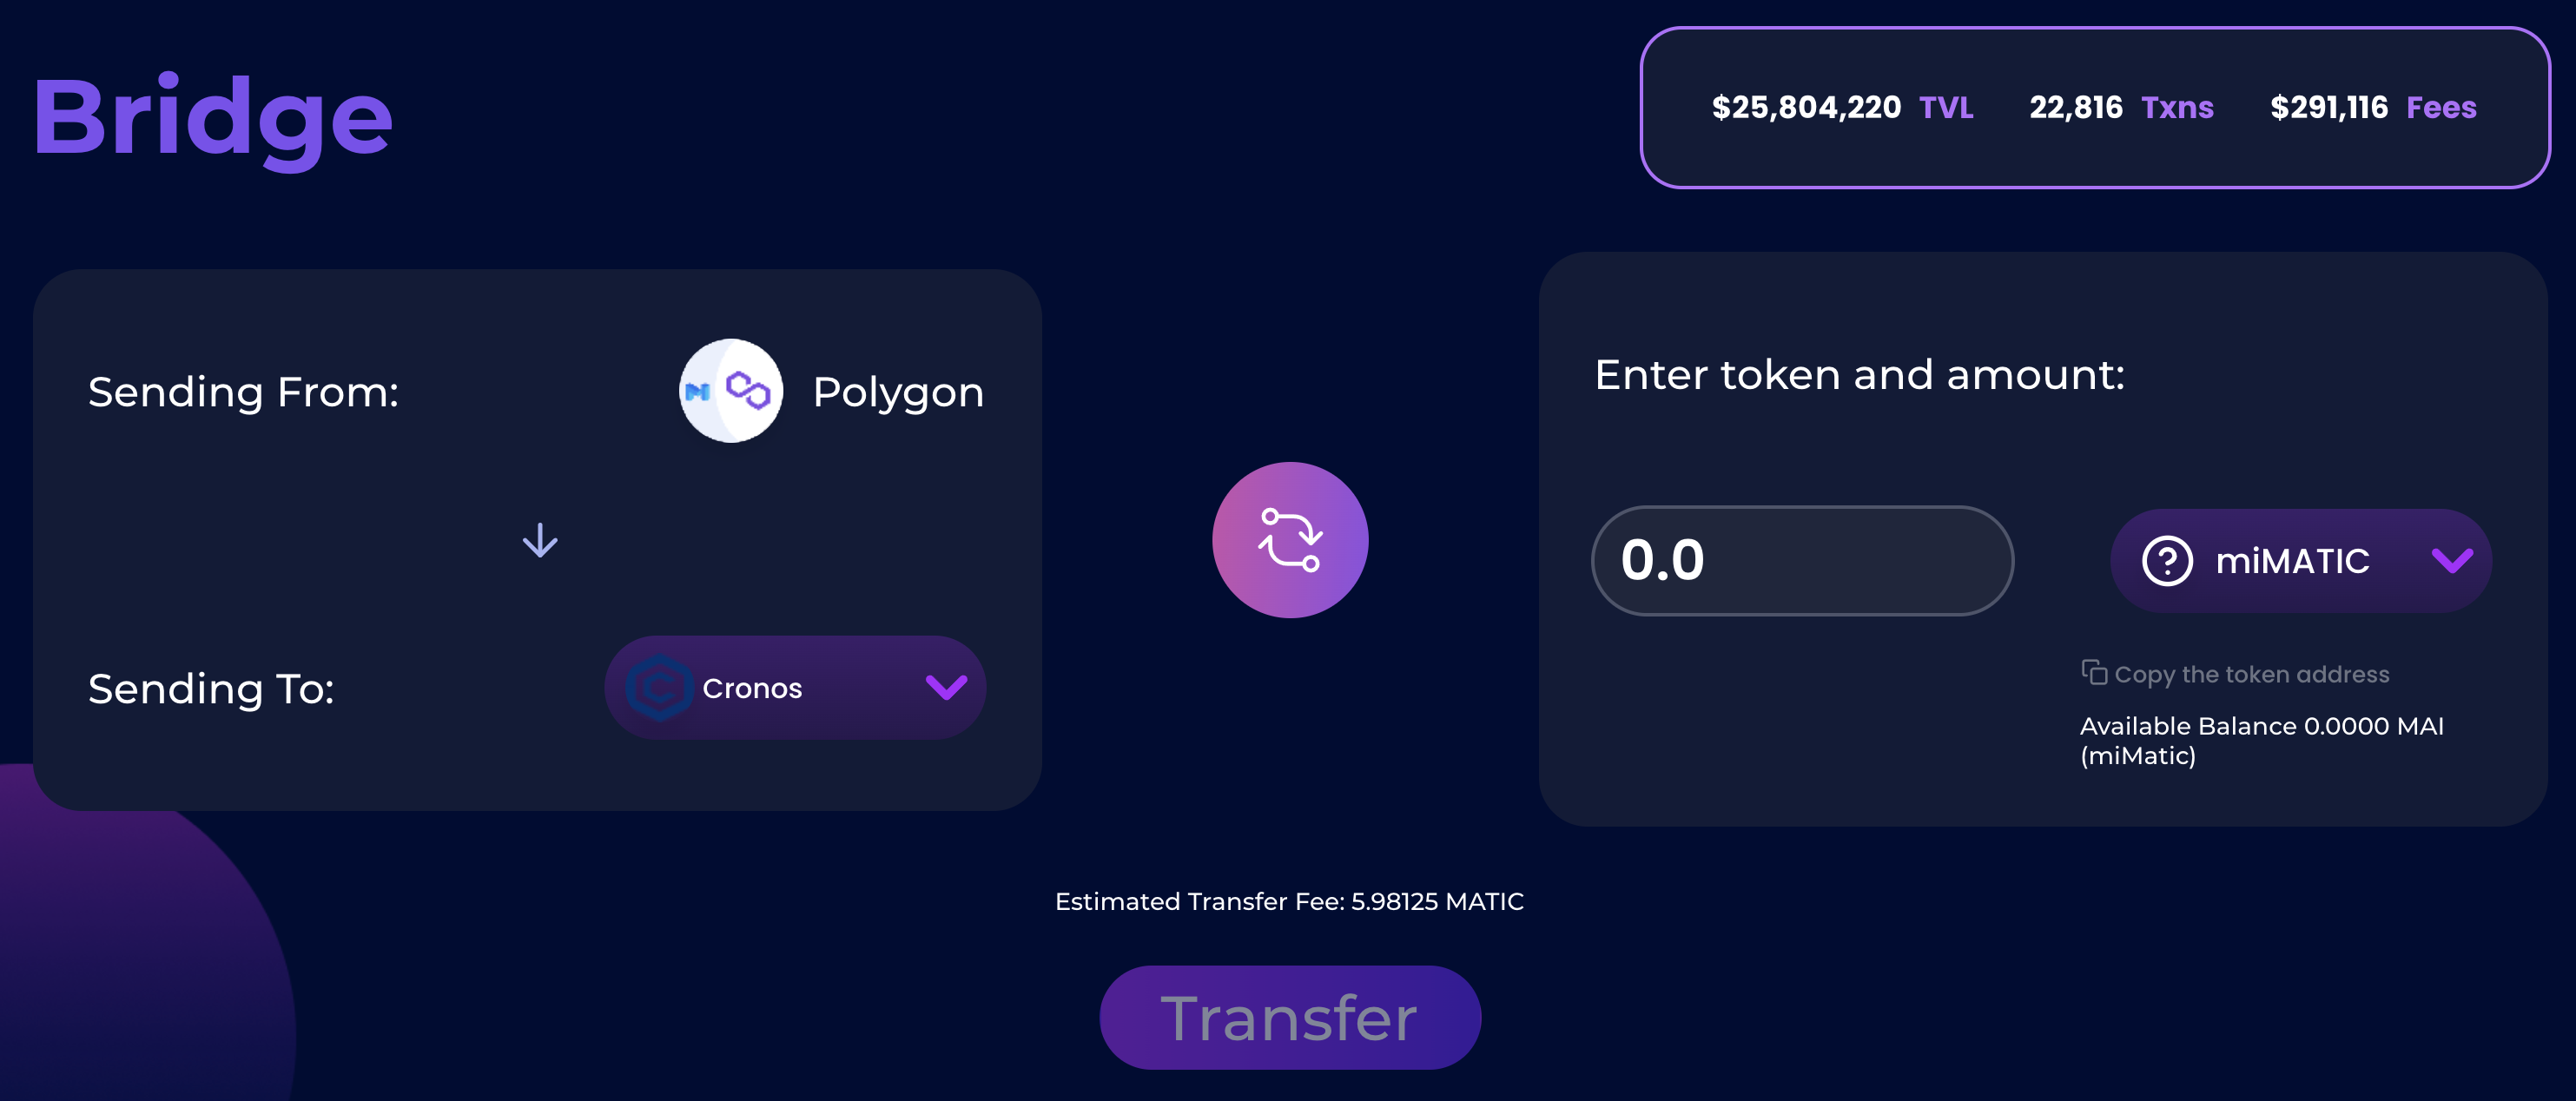 Bridge
$25,804,220 TVL 22,816 Txns $291,116 Fees
Sending From: Polygon
Sending To: Cronos
Enter token and amount:
0.0 miMATIC
Copy the token address
Available Balance 0.0000 MAI
(miMatic)
Estimated Transfer Fee: 5.98125 MATIC
Transfer